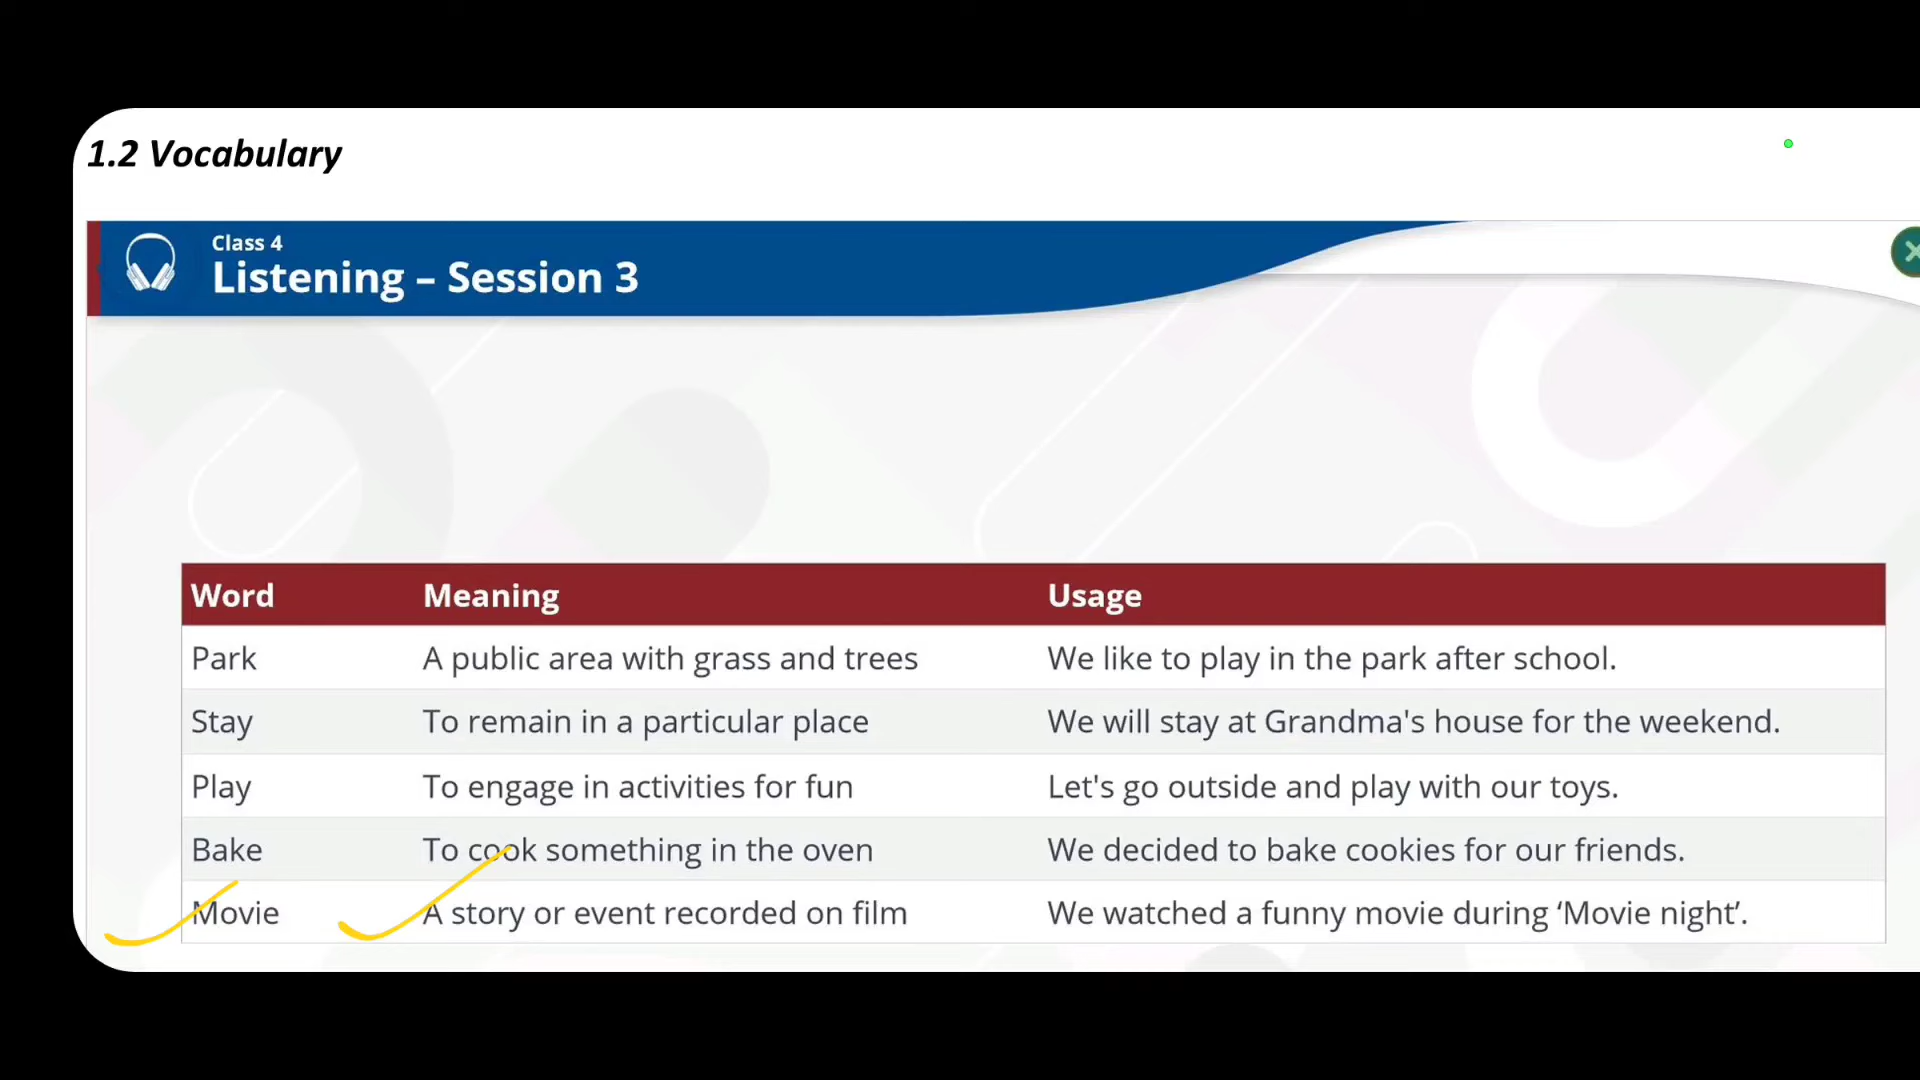 1.2 Vocabulary
Class 4
Listening – Session 3
Word Meaning Usage
Park A public area with grass and trees We like to play in the park after school.
Stay To remain in a particular place We will stay at Grandma's house for the weekend.
Play To engage in activities for fun Let's go outside and play with our toys.
Bake To cook something in the oven We decided to bake cookies for our friends.
Movie A story or event recorded on film We watched a funny movie during ‘Movie night’.